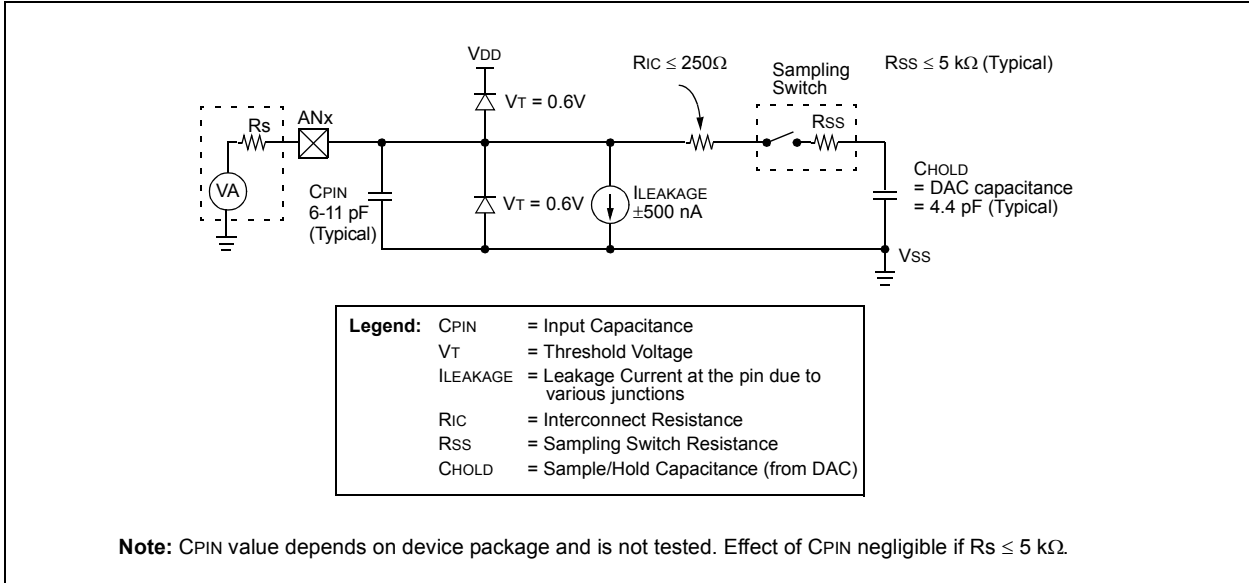 VDD
RIC ≤ 250Ω
Sampling
Switch
RSS ≤ 5 kΩ (Typical)
VT = 0.6V
Rs
ANx
RSS
VA
CPIN
6-11 pF
(Typical)
VT = 0.6V
ILEAKAGE
±500 nA
CHOLD
= DAC capacitance
= 4.4 pF (Typical)
VSS
Legend: CPIN = Input Capacitance
VT = Threshold Voltage
ILEAKAGE = Leakage Current at the pin due to
various junctions
RIC = Interconnect Resistance
RSS = Sampling Switch Resistance
CHOLD = Sample/Hold Capacitance (from DAC)
Note: CPIN value depends on device package and is not tested. Effect of CPIN negligible if Rs ≤ 5 kΩ.